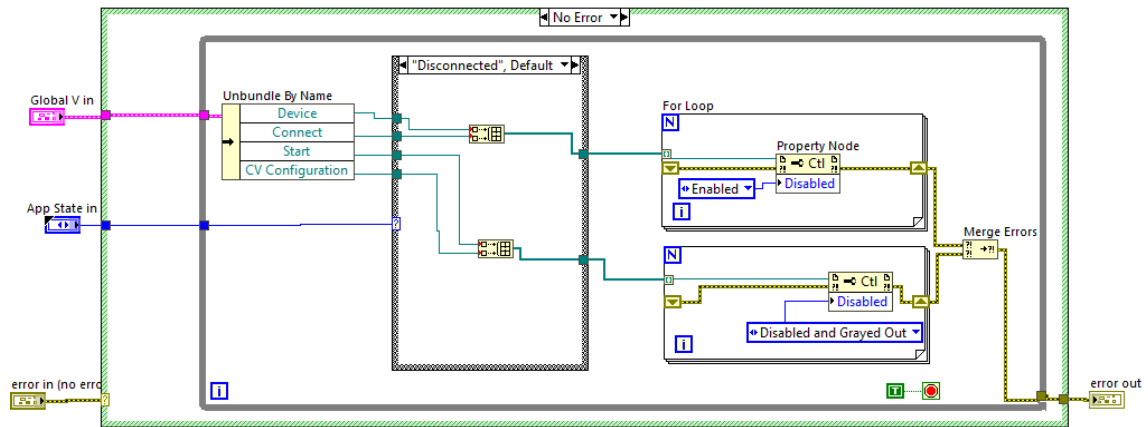 No Error
"Disconnected", Default
Global V in
Unbundle By Name
Device
Connect
Start
CV Configuration
For Loop
N
Property Node
Ctl
Disabled
Enabled
i
App State in
?
Merge Errors
N
Ctl
Disabled
Disabled and Grayed Out
i
error in (no erro
?
i
T
error out